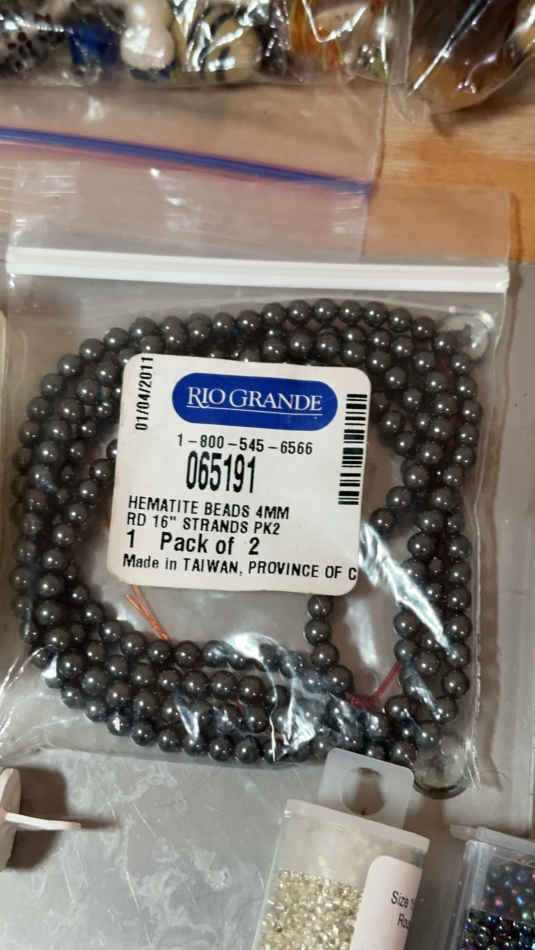 01/04/2011
RIO GRANDE
1-800-545-6566
065191
HEMATITE BEADS 4MM
RD 16" STRANDS PK2
1 Pack of 2
Made in TAIWAN, PROVINCE OF C
Size